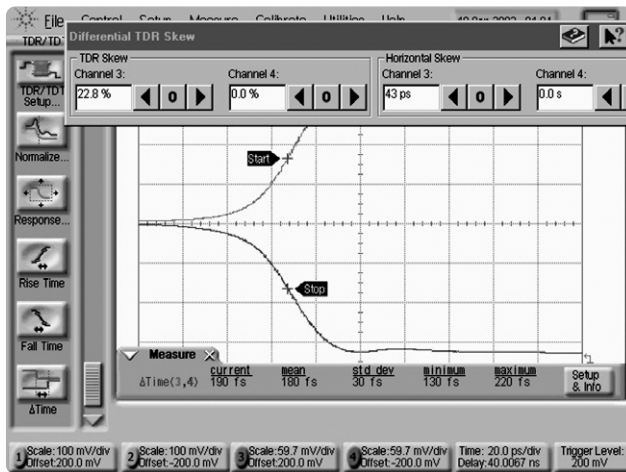 File Control Setup Measure Calibrate Utilities Help
Differential TDR Skew
TDR/TDT
TDR Skew
Horizontal Skew
Channel 3:
Channel 4:
Channel 3:
Channel 4:
22.8 %
0
0.0 %
0
43 ps
0
0.0 s
TDR/TDT
Setup...
Normalize...
Response...
Rise Time
Fall Time
ΔTime
Start
Stop
Measure
current mean std dev minimum maximum
ΔTime(3,4) 190 fs 180 fs 30 fs 130 fs 220 fs
Setup
& Info
1 Scale:100 mV/div
Offset:200.0 mV
2 Scale:100 mV/div
Offset:-200.0 mV
3 Scale:59.7 mV/div
Offset:200.0 mV
4 Scale:59.7 mV/div
Offset:-200.0 mV
Time: 20.0 ps/div
Delay:40.0067 ns
Trigger Level:
200 mV